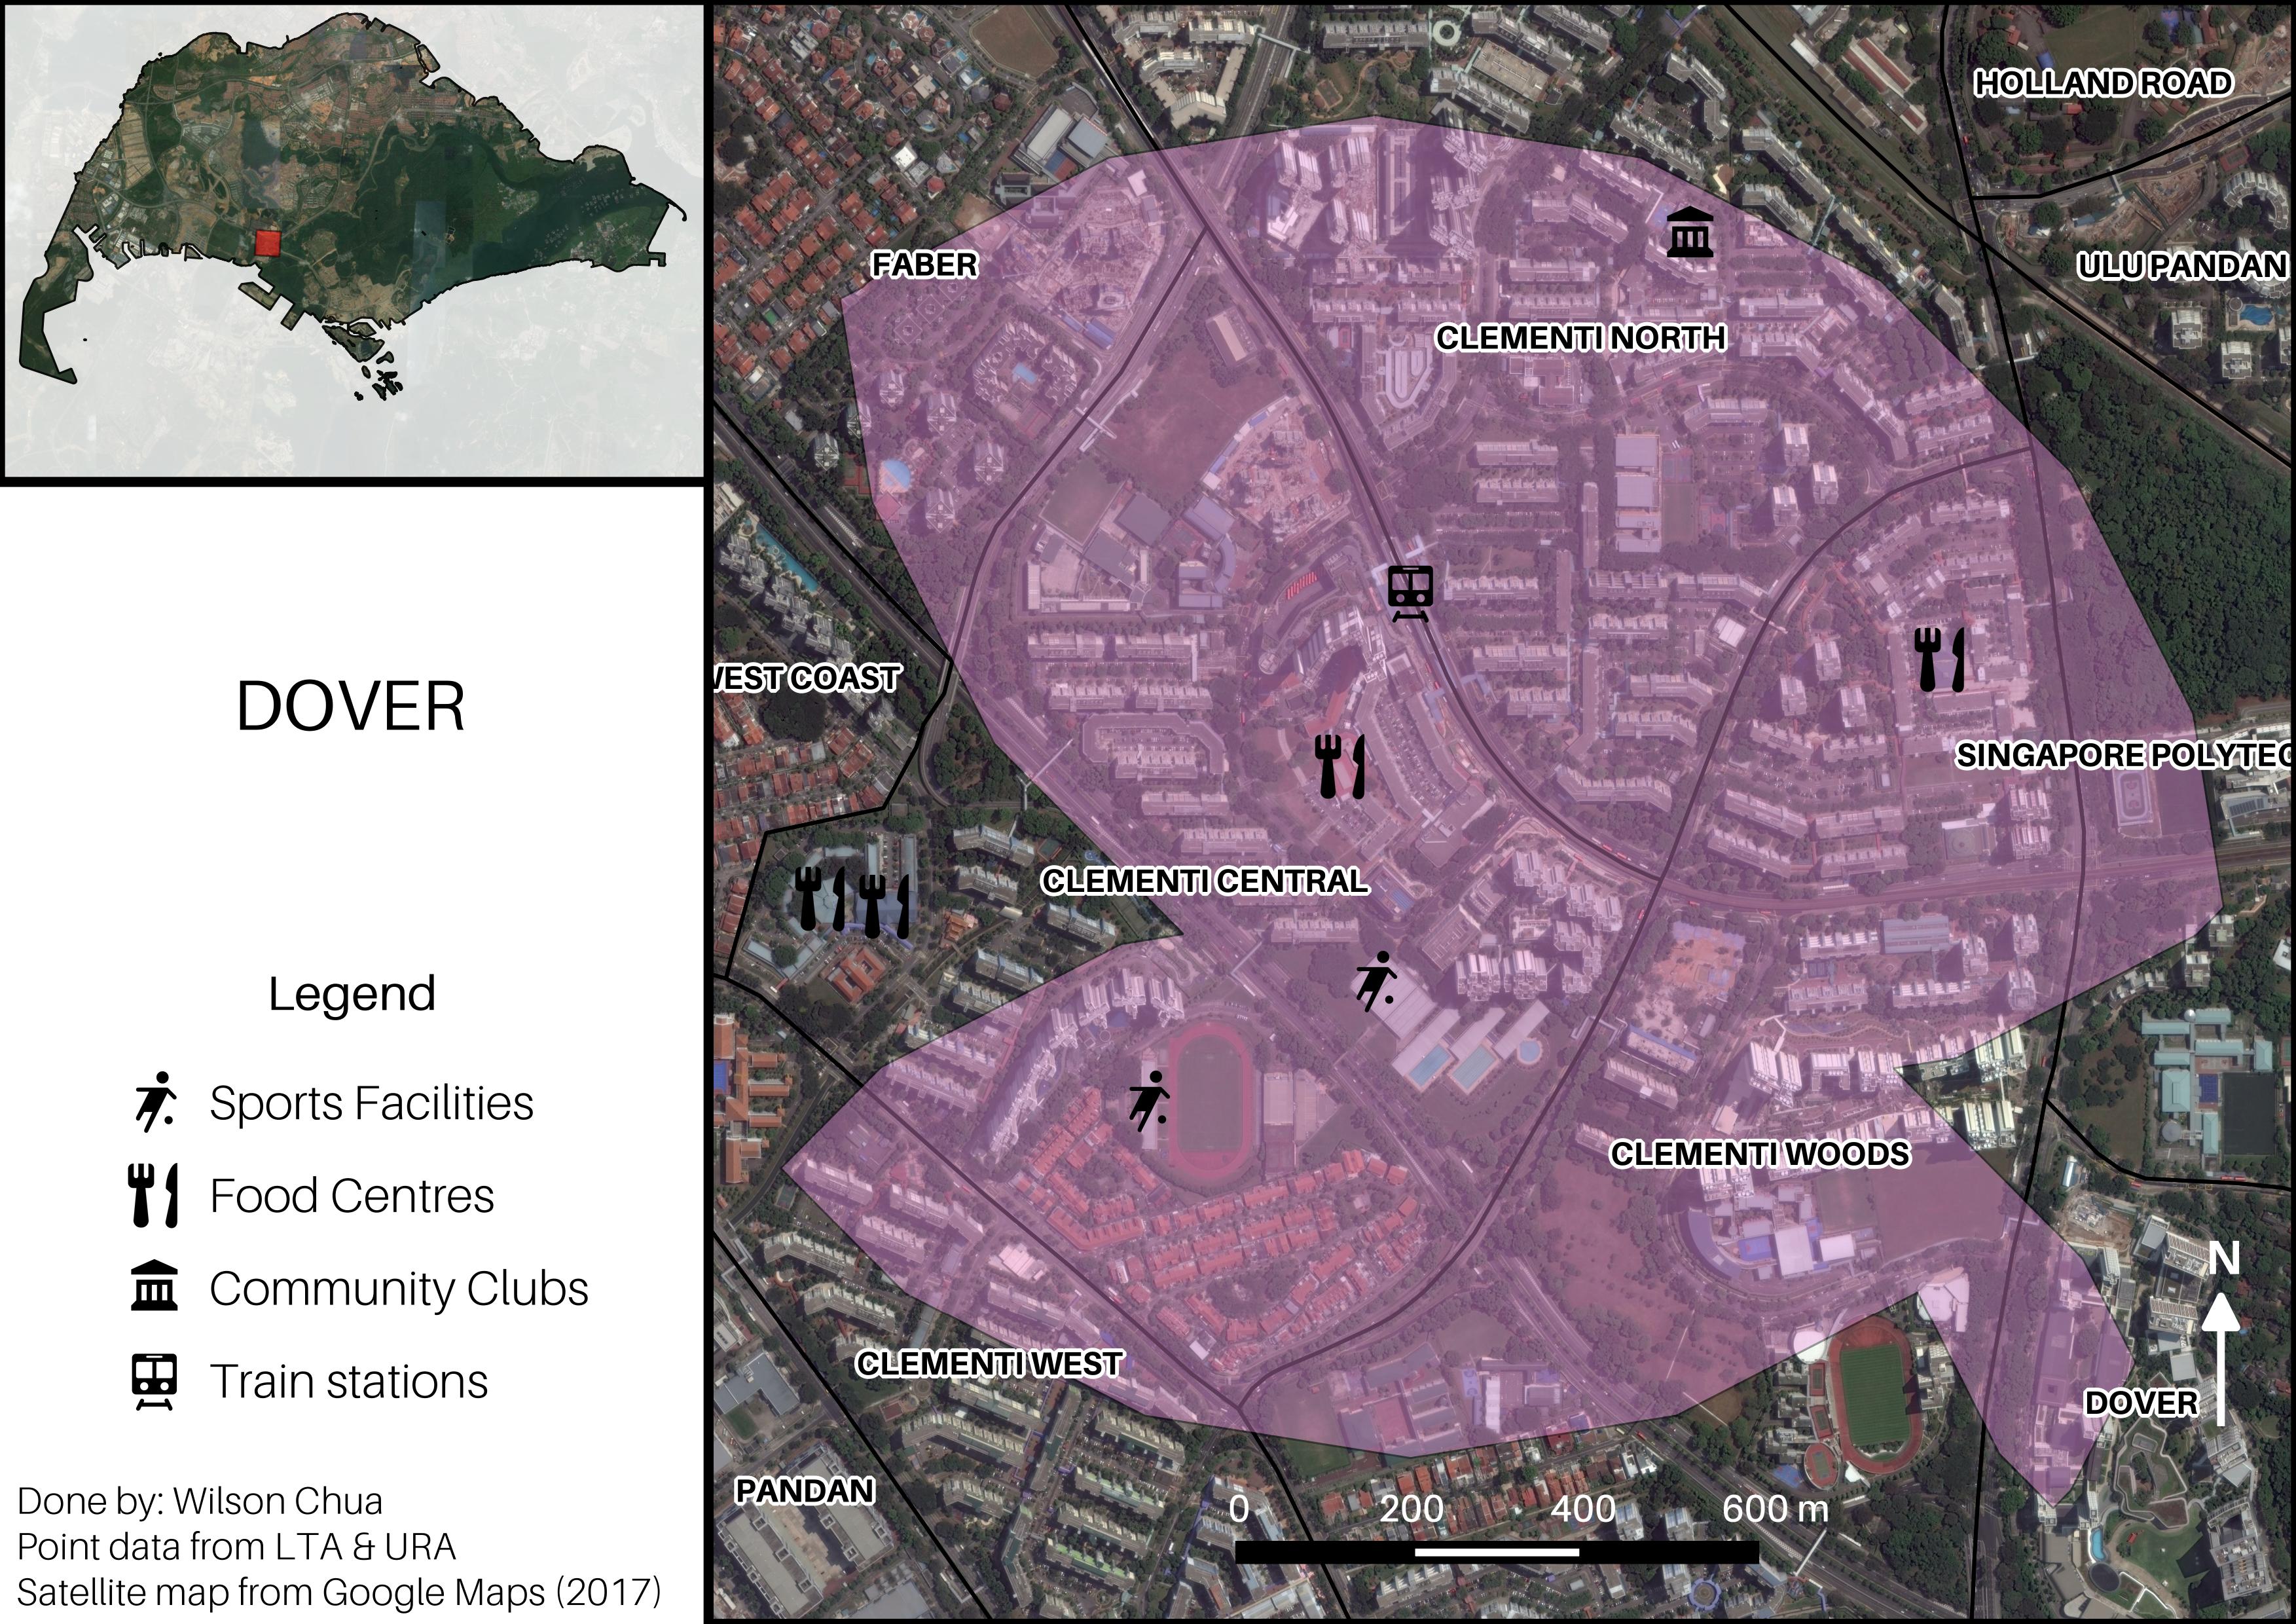 DOVER
Legend
Sports Facilities
Food Centres
Community Clubs
Train stations
Done by: Wilson Chua
Point data from LTA & URA
Satellite map from Google Maps (2017)
HOLLAND ROAD
FABER
ULU PANDAN
CLEMENTI NORTH
WEST COAST
SINGAPORE POLYTEC
CLEMENTI CENTRAL
CLEMENTI WOODS
N
CLEMENTI WEST
DOVER
PANDAN
0 200 400 600 m